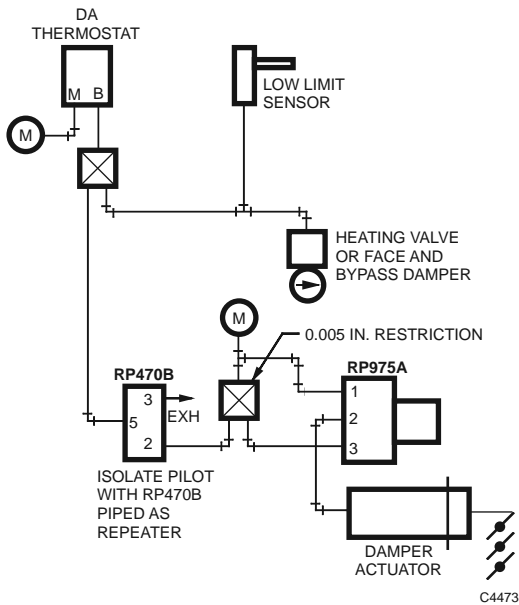 DA
THERMOSTAT
M B
M
LOW LIMIT
SENSOR
HEATING VALVE
OR FACE AND
BYPASS DAMPER
M
0.005 IN. RESTRICTION
RP470B
3
EXH
5
2
RP975A
1
2
3
ISOLATE PILOT
WITH RP470B
PIPED AS
REPEATER
DAMPER
ACTUATOR
C4473